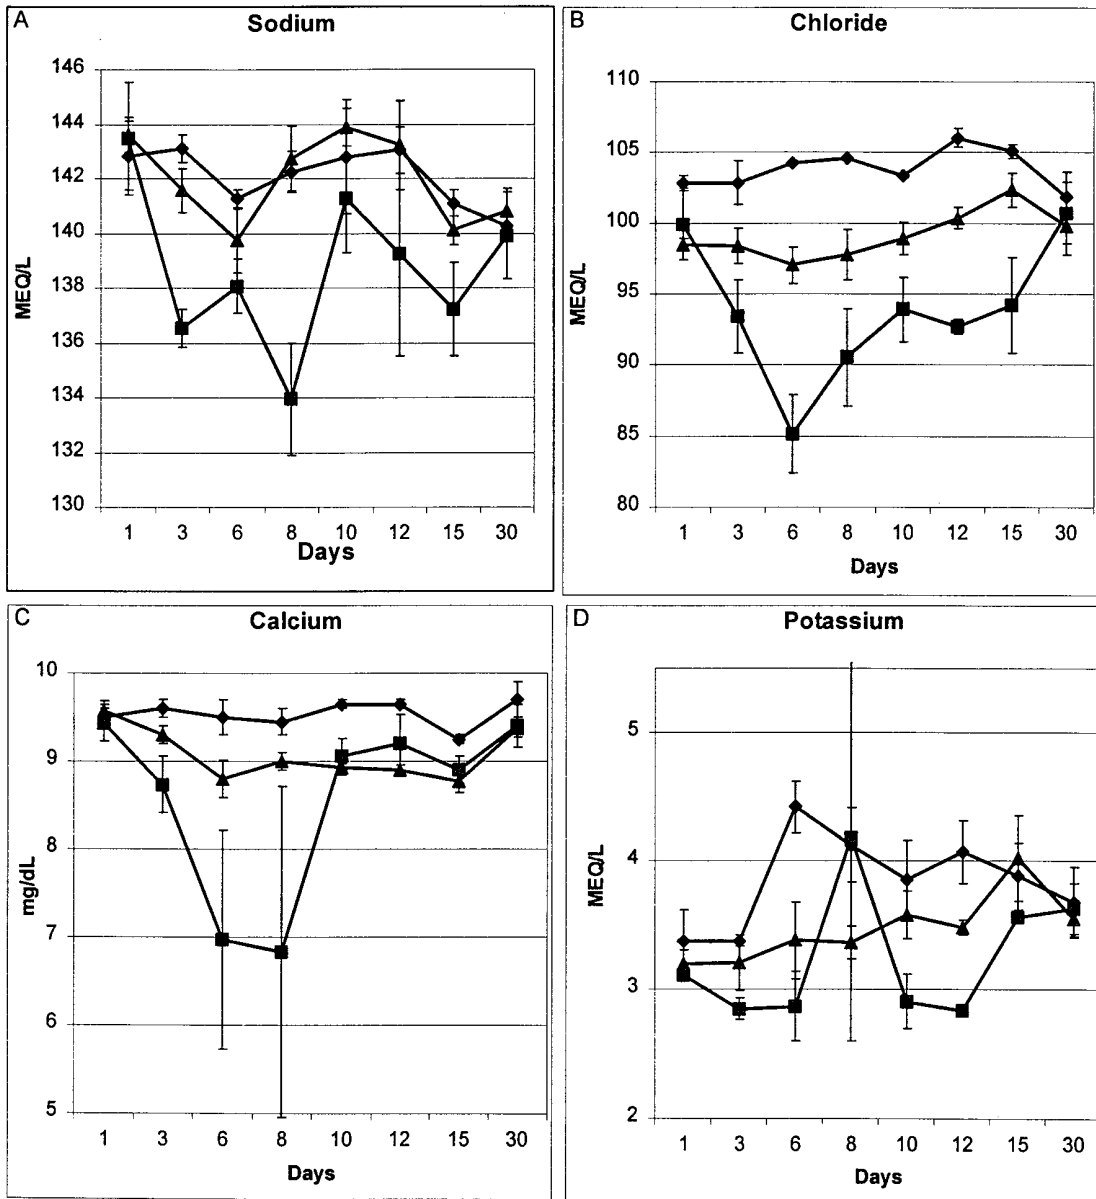 A
Sodium
146
144
142
140
138
136
134
132
130
MEQ/L
1 3 6 8 10 12 15 30
Days
B
Chloride
110
105
100
95
90
85
80
MEQ/L
1 3 6 8 10 12 15 30
Days
C
Calcium
10
9
8
7
6
5
mg/dL
1 3 6 8 10 12 15 30
Days
D
Potassium
5
4
3
2
MEQ/L
1 3 6 8 10 12 15 30
Days